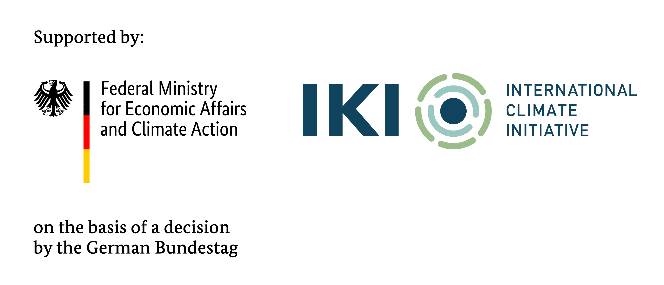 Supported by:
Federal Ministry
for Economic Affairs
and Climate Action
IKI
INTERNATIONAL
CLIMATE
INITIATIVE
on the basis of a decision
by the German Bundestag